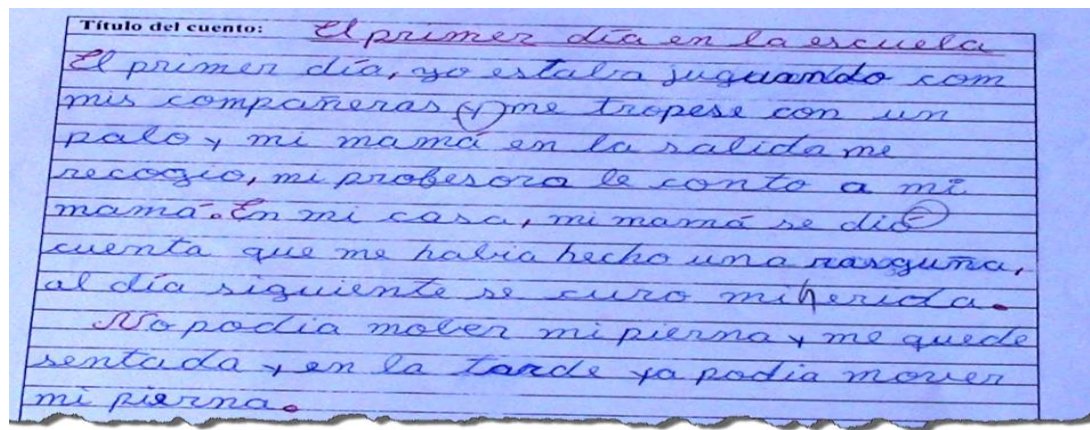 Título del cuento: El primer día en la escuela
El primer día, yo estaba juguando com
mis compañeras y me tropese con un
palo y mi mamá en la salida me
recogio, mi probesora le conto a mi
mamá. En mi casa, mi mamá se dio
cuenta que me habia hecho una rasguña,
al día siguiente se curo mi herida.
No podia mober mi pierna y me quede
sentada y en la tarde ya podia mover
mi pierna.